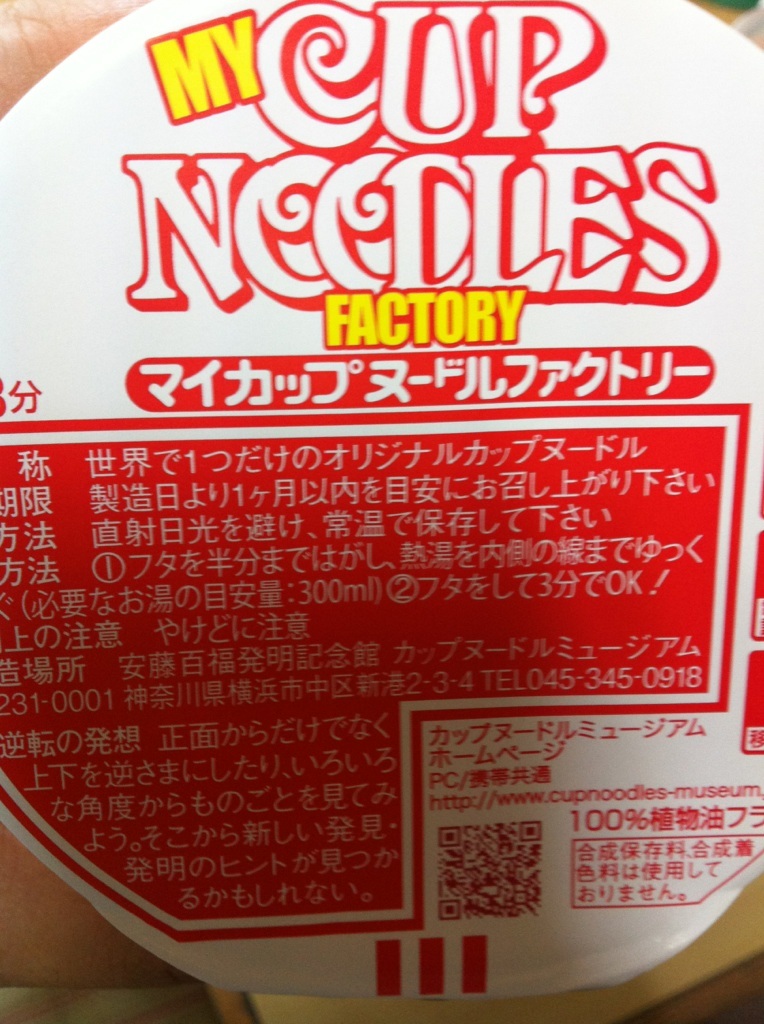 MY CUP
NOODLES
FACTORY
マイカップヌードルファクトリー
3分
称 世界で1つだけのオリジナルカップヌードル
期限 製造日より1ヶ月以内を目安にお召し上がり下さい
方法 直射日光を避け、常温で保存して下さい
方法 ①フタを半分まではがし、熱湯を内側の線までゆっく
ぐ(必要なお湯の目安量:300ml)②フタをして3分でOK!
上の注意 やけどに注意
造場所 安藤百福発明記念館 カップヌードルミュージアム
231-0001 神奈川県横浜市中区新港2-3-4 TEL045-345-0918
逆転の発想 正面からだけでなく
上下を逆さまにしたり、いろいろ
な角度からものごとを見てみ
よう。そこから新しい発見・
発明のヒントが見つか
るかもしれない。
カップヌードルミュージアム
ホームページ
PC/携帯共通
http://www.cupnoodles-museum.
100%植物油フラ
合成保存料、合成着
色料は使用して
おりません。
移